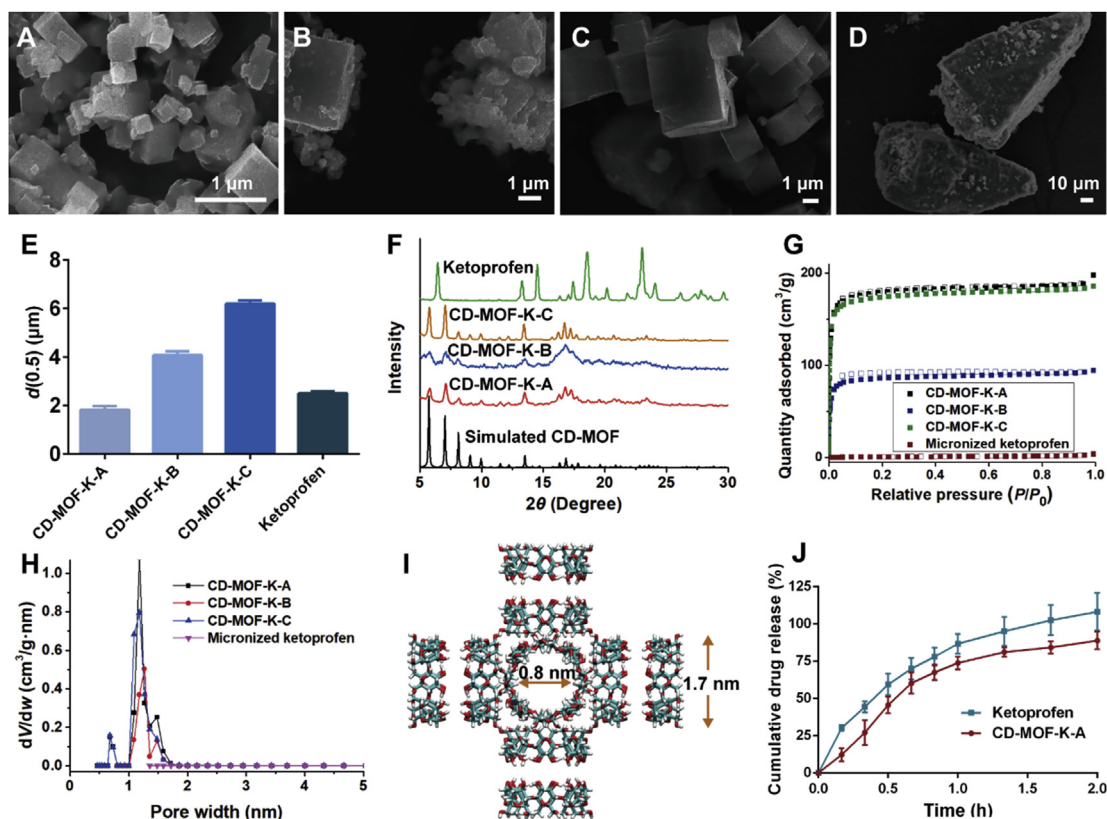 A
1 μm
B
1 μm
C
1 μm
D
10 μm
E
d(0.5) (μm)
8
6
4
2
0
CD-MOF-K-A
CD-MOF-K-B
CD-MOF-K-C
Ketoprofen
F
Intensity
Ketoprofen
CD-MOF-K-C
CD-MOF-K-B
CD-MOF-K-A
Simulated CD-MOF
5 10 15 20 25 30
2θ (Degree)
G
Quantity adsorbed (cm³/g)
200
100
0
CD-MOF-K-A
CD-MOF-K-B
CD-MOF-K-C
Micronized ketoprofen
0.0 0.2 0.4 0.6 0.8 1.0
Relative pressure (P/P₀)
H
dV/dw (cm³/g·nm)
1.0
0.8
0.6
0.4
0.2
0.0
CD-MOF-K-A
CD-MOF-K-B
CD-MOF-K-C
Micronized ketoprofen
0 1 2 3 4 5
Pore width (nm)
I
0.8 nm
1.7 nm
J
Cumulative drug release (%)
125
100
75
50
25
0
Ketoprofen
CD-MOF-K-A
0.0 0.5 1.0 1.5 2.0
Time (h)